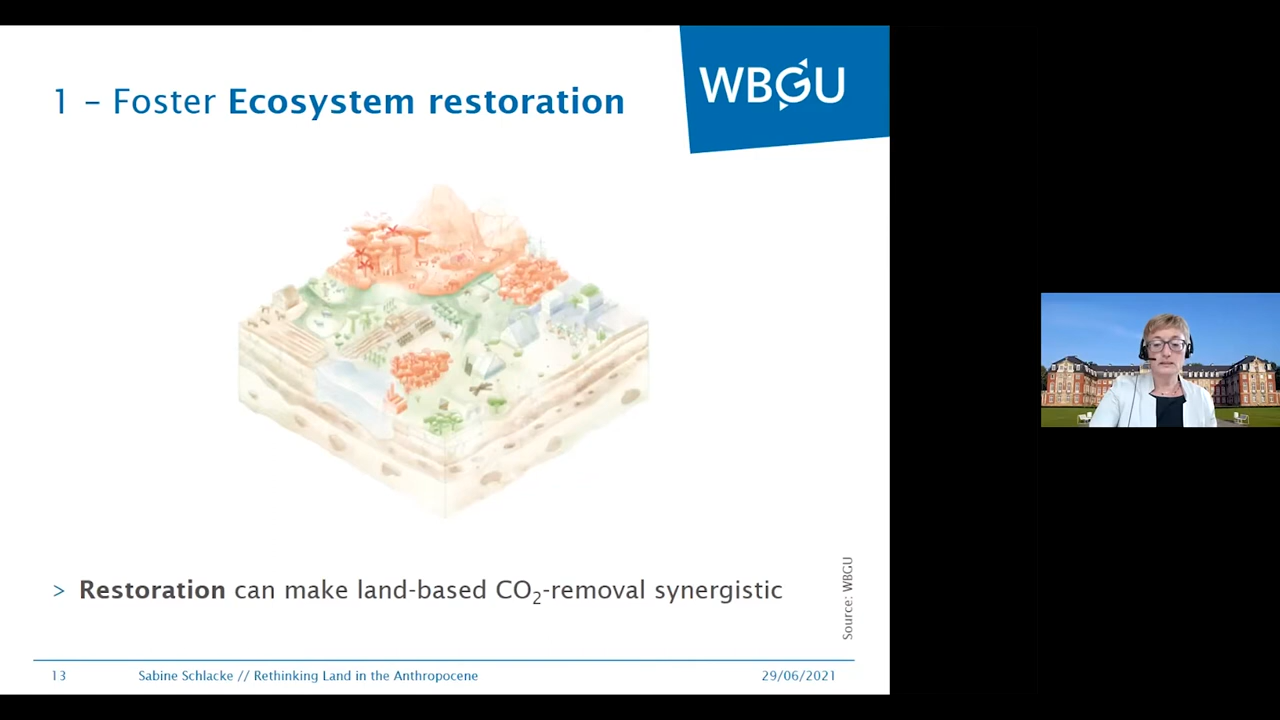 WBGU
1 – Foster Ecosystem restoration
> Restoration can make land-based CO₂-removal synergistic
Source: WBGU
13 Sabine Schlacke // Rethinking Land in the Anthropocene 29/06/2021